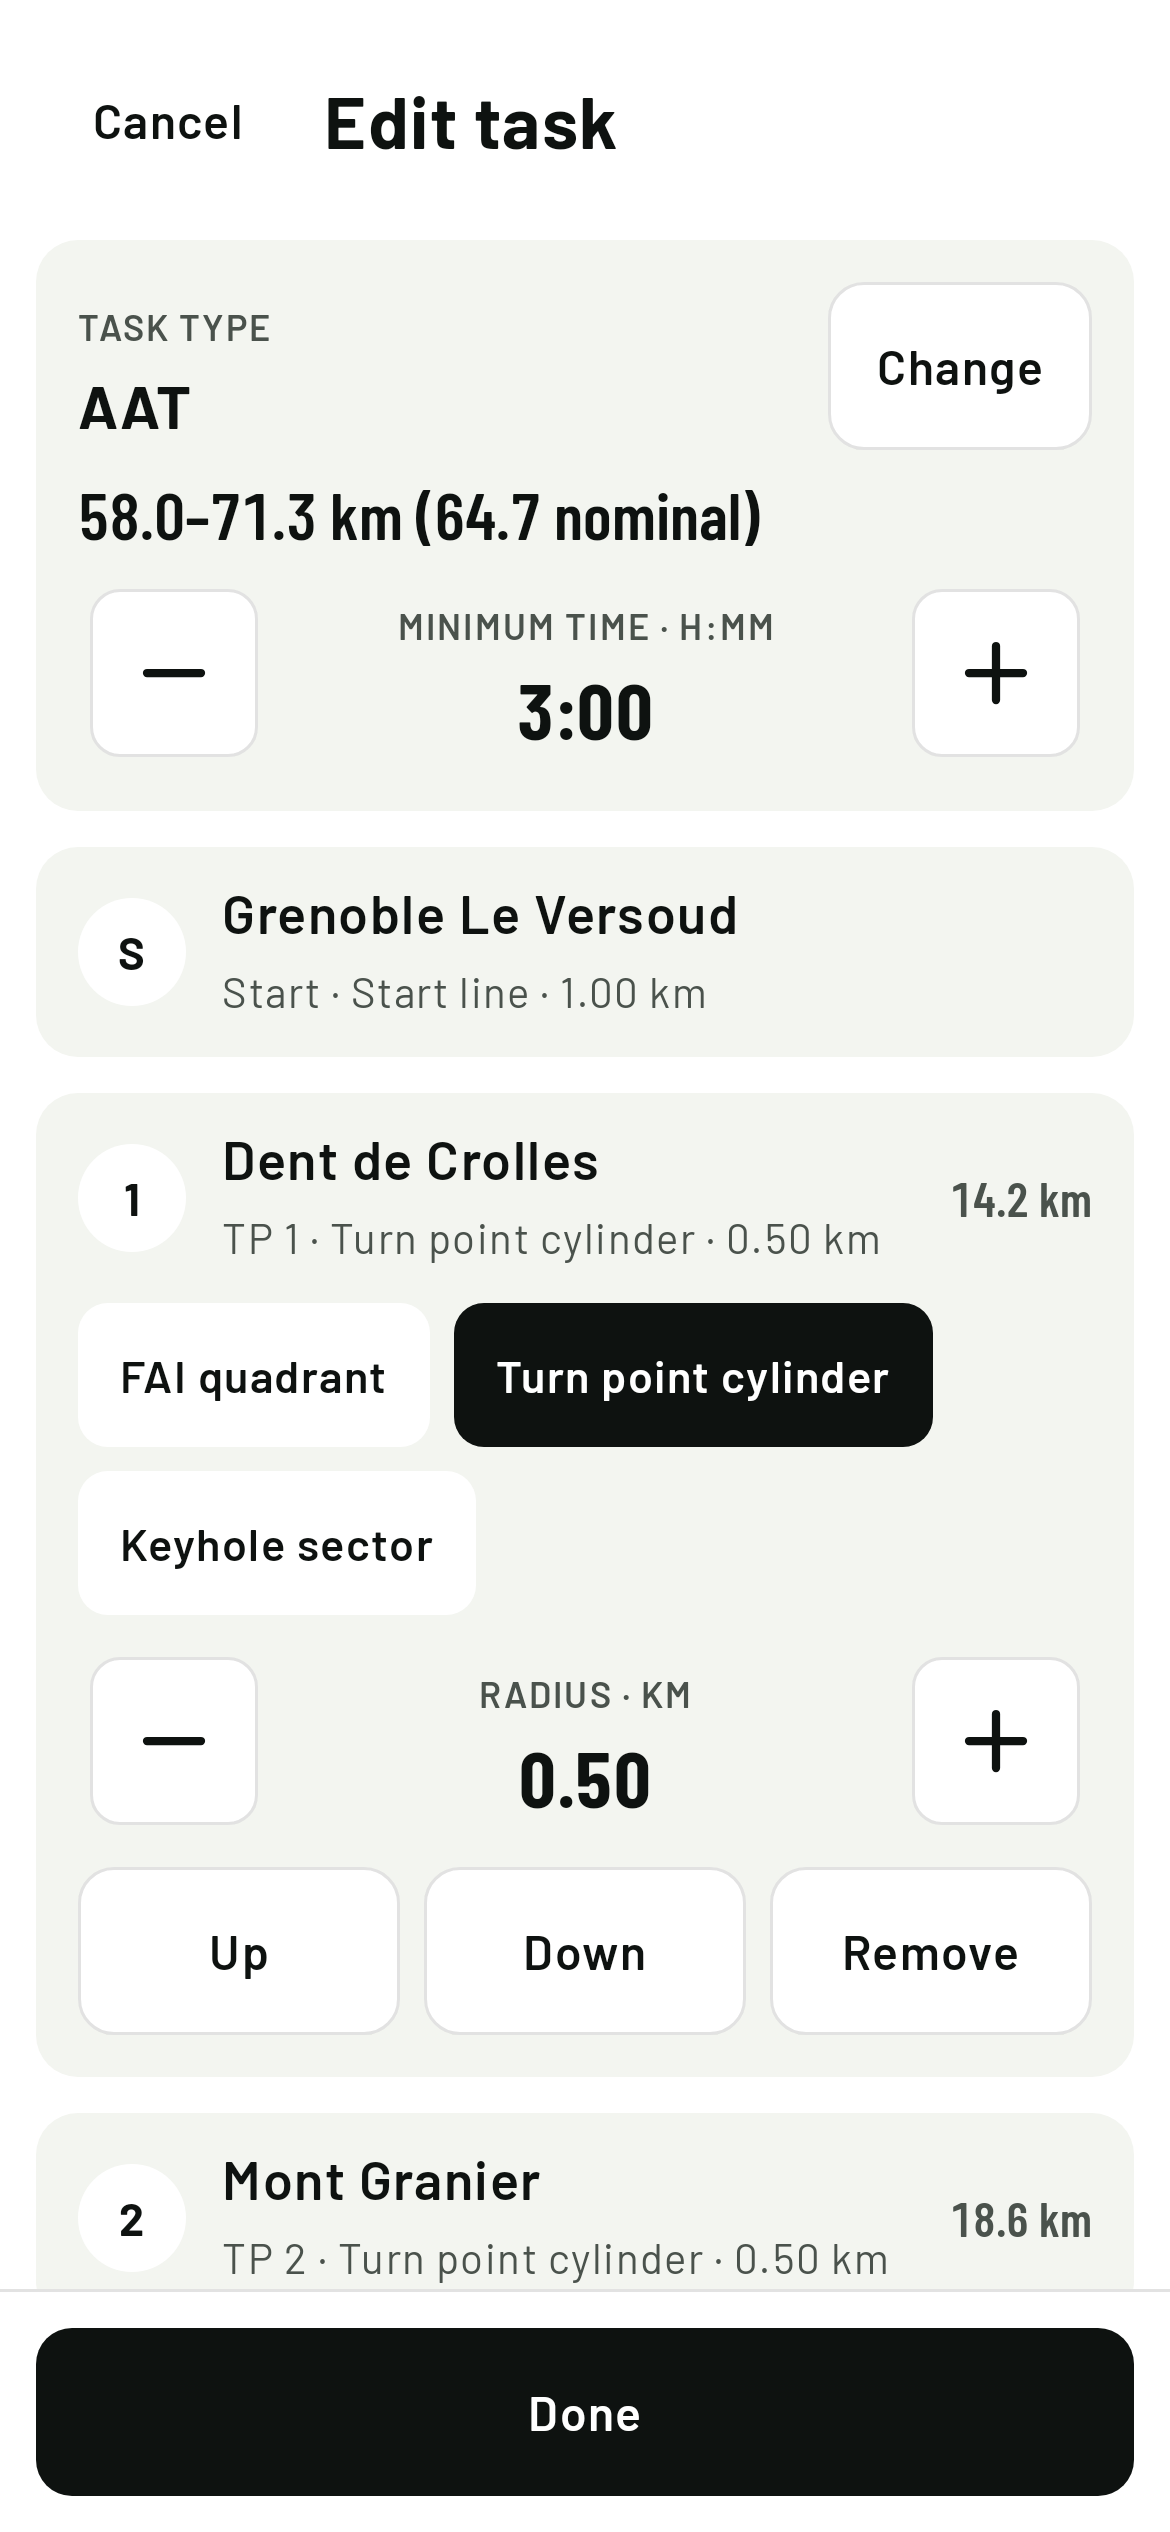 Cancel
Edit task
TASK TYPE
AAT
Change
58.0–71.3 km (64.7 nominal)
MINIMUM TIME · H:MM
3:00
S
Grenoble Le Versoud
Start · Start line · 1.00 km
1
Dent de Crolles
TP 1 · Turn point cylinder · 0.50 km
14.2 km
FAI quadrant
Turn point cylinder
Keyhole sector
RADIUS · KM
0.50
Up
Down
Remove
2
Mont Granier
TP 2 · Turn point cylinder · 0.50 km
18.6 km
Done